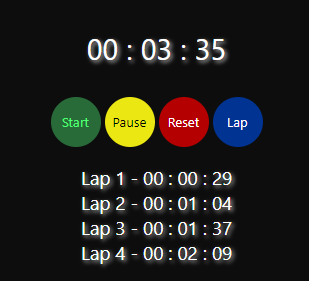 00 : 03 : 35
Start Pause Reset Lap
Lap 1 - 00 : 00 : 29
Lap 2 - 00 : 01 : 04
Lap 3 - 00 : 01 : 37
Lap 4 - 00 : 02 : 09